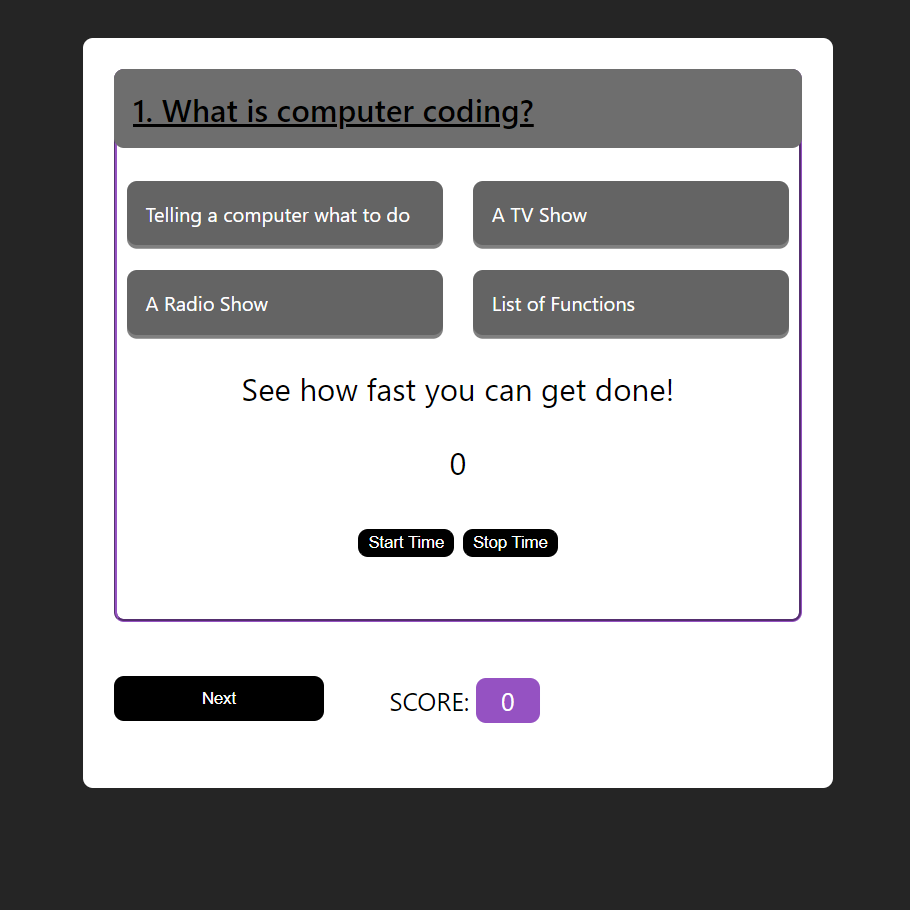 1. What is computer coding?
Telling a computer what to do
A TV Show
A Radio Show
List of Functions
See how fast you can get done!
0
Start Time
Stop Time
Next
SCORE: 0